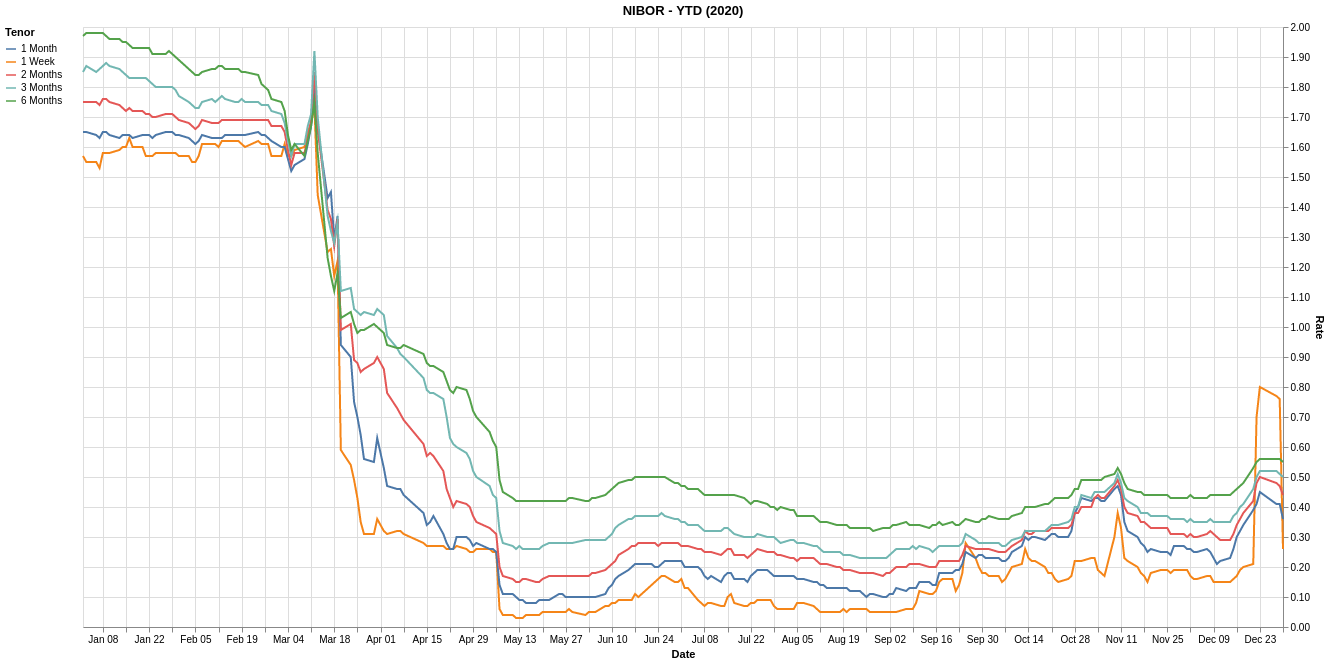 NIBOR - YTD (2020)
Tenor
1 Month
1 Week
2 Months
3 Months
6 Months
2.00
1.90
1.80
1.70
1.60
1.50
1.40
1.30
1.20
1.10
1.00
0.90
0.80
0.70
0.60
0.50
0.40
0.30
0.20
0.10
0.00
Rate
Jan 08 Jan 22 Feb 05 Feb 19 Mar 04 Mar 18 Apr 01 Apr 15 Apr 29 May 13 May 27 Jun 10 Jun 24 Jul 08 Jul 22 Aug 05 Aug 19 Sep 02 Sep 16 Sep 30 Oct 14 Oct 28 Nov 11 Nov 25 Dec 09 Dec 23
Date